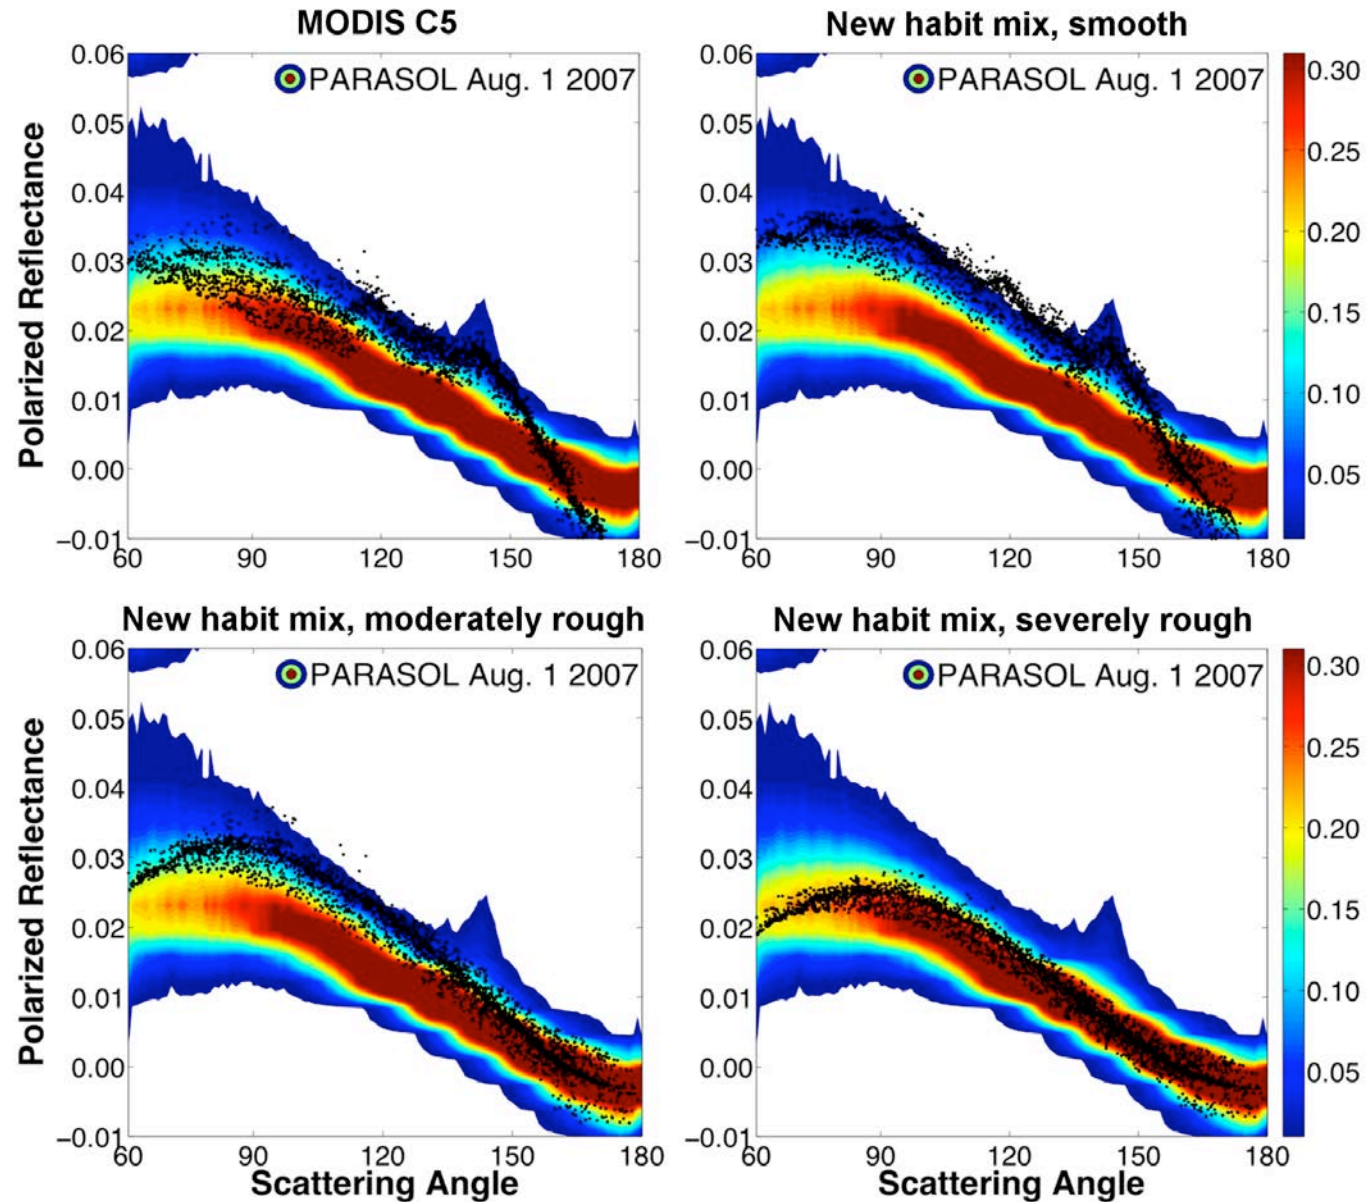 MODIS C5
New habit mix, smooth
PARASOL Aug. 1 2007
PARASOL Aug. 1 2007
Polarized Reflectance
0.06
0.05
0.04
0.03
0.02
0.01
0.00
−0.01
60 90 120 150 180
0.06
0.05
0.04
0.03
0.02
0.01
0.00
−0.01
60 90 120 150 180
0.30
0.25
0.20
0.15
0.10
0.05
New habit mix, moderately rough
New habit mix, severely rough
PARASOL Aug. 1 2007
PARASOL Aug. 1 2007
Polarized Reflectance
0.06
0.05
0.04
0.03
0.02
0.01
0.00
−0.01
60 90 120 150 180
Scattering Angle
0.06
0.05
0.04
0.03
0.02
0.01
0.00
−0.01
60 90 120 150 180
Scattering Angle
0.30
0.25
0.20
0.15
0.10
0.05